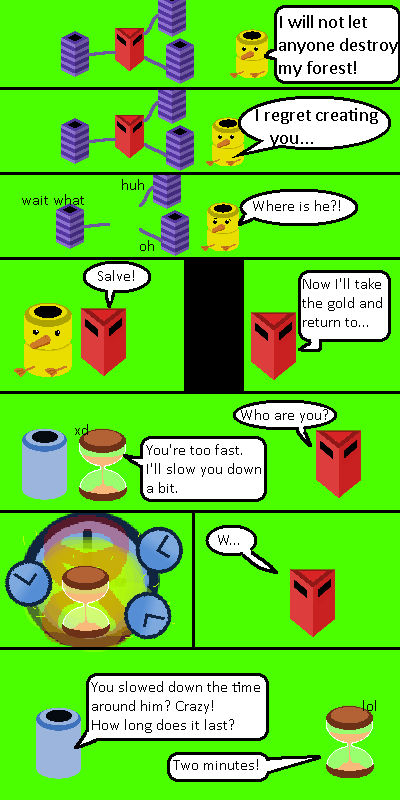 I will not let
anyone destroy
my forest!
I regret creating
you...
huh
wait what
oh
Where is he?!
Salve!
Now I'll take
the gold and
return to...
Who are you?
xd
You're too fast.
I'll slow you down
a bit.
W...
You slowed down the time
around him? Crazy!
How long does it last?
lol
Two minutes!